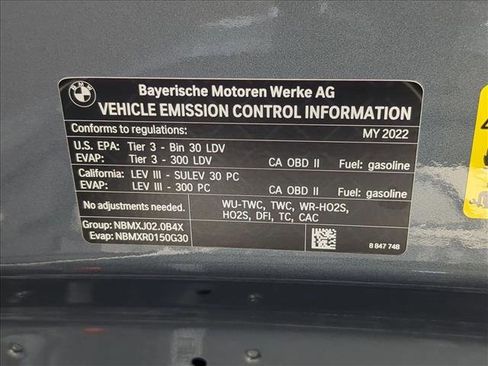 BMW
Bayerische Motoren Werke AG
VEHICLE EMISSION CONTROL INFORMATION
Conforms to regulations: MY 2022
U.S. EPA: Tier 3 - Bin 30 LDV
EVAP: Tier 3 - 300 LDV CA OBD II Fuel: gasoline
California: LEV III - SULEV 30 PC
EVAP: LEV III - 300 PC CA OBD II Fuel: gasoline
No adjustments needed. WU-TWC, TWC, WR-HO2S,
HO2S, DFI, TC, CAC
Group: NBMXJ02.0B4X
Evap: NBMXR0150G30
8 847 748